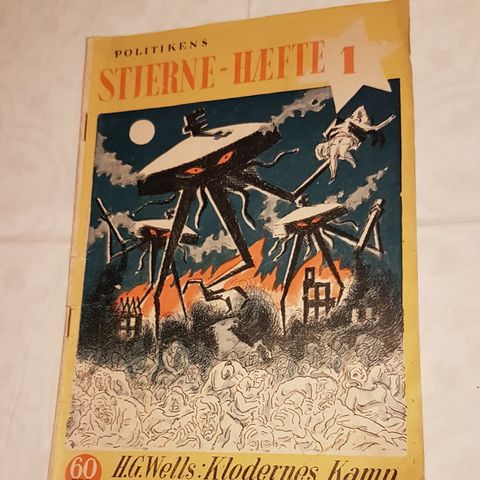 POLITIKENS
STJERNE-HÆFTE 1
60
H.G.Wells: Klodernes Kamp